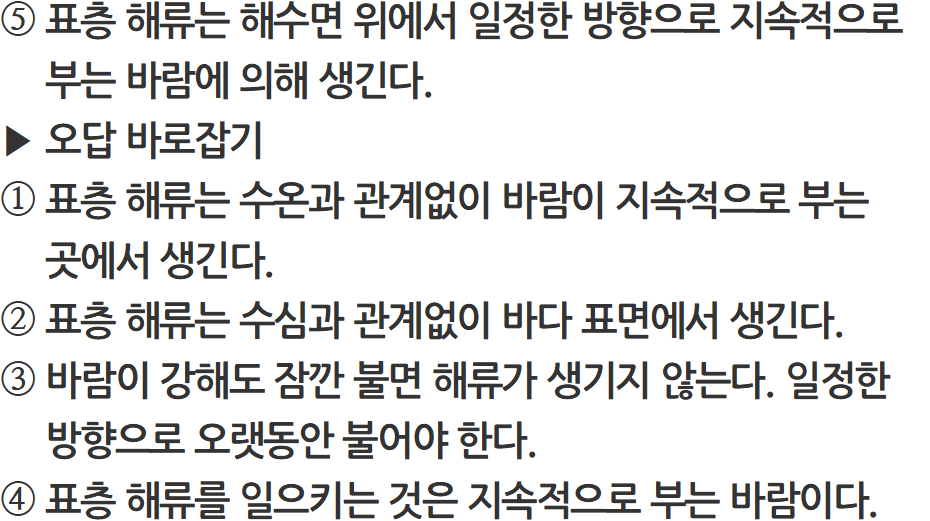 ⑤ 표층 해류는 해수면 위에서 일정한 방향으로 지속적으로
부는 바람에 의해 생긴다.
▶ 오답 바로잡기
① 표층 해류는 수온과 관계없이 바람이 지속적으로 부는
곳에서 생긴다.
② 표층 해류는 수심과 관계없이 바다 표면에서 생긴다.
③ 바람이 강해도 잠깐 불면 해류가 생기지 않는다. 일정한
방향으로 오랫동안 불어야 한다.
④ 표층 해류를 일으키는 것은 지속적으로 부는 바람이다.